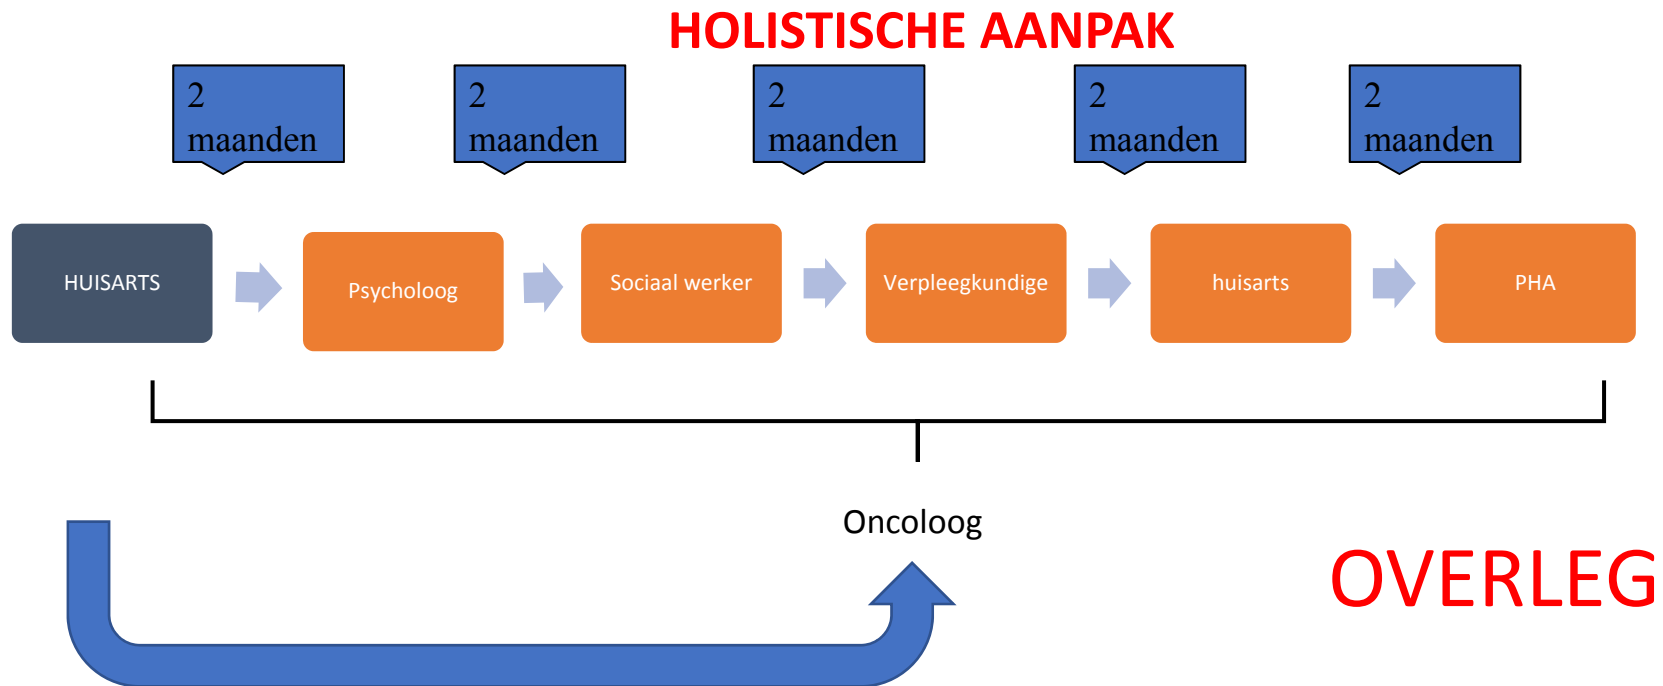 HOLISTISCHE AANPAK
2
maanden
2
maanden
2
maanden
2
maanden
2
maanden
HUISARTS
Psycholoog
Sociaal werker
Verpleegkundige
huisarts
PHA
Oncoloog
OVERLEG